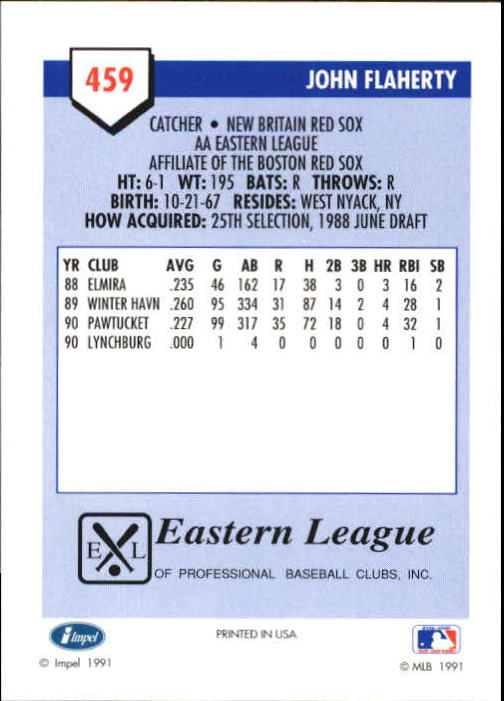 459
JOHN FLAHERTY
CATCHER • NEW BRITAIN RED SOX
AA EASTERN LEAGUE
AFFILIATE OF THE BOSTON RED SOX
HT: 6-1 WT: 195 BATS: R THROWS: R
BIRTH: 10-21-67 RESIDES: WEST NYACK, NY
HOW ACQUIRED: 25TH SELECTION, 1988 JUNE DRAFT
YR CLUB AVG G AB R H 2B 3B HR RBI SB
88 ELMIRA .235 46 162 17 38 3 0 3 16 2
89 WINTER HAVN .260 95 334 31 87 14 2 4 28 1
90 PAWTUCKET .227 99 317 35 72 18 0 4 32 1
90 LYNCHBURG .000 1 4 0 0 0 0 0 1 0
E L
Eastern League
OF PROFESSIONAL BASEBALL CLUBS, INC.
Impel
PRINTED IN USA
© Impel 1991
© MLB 1991